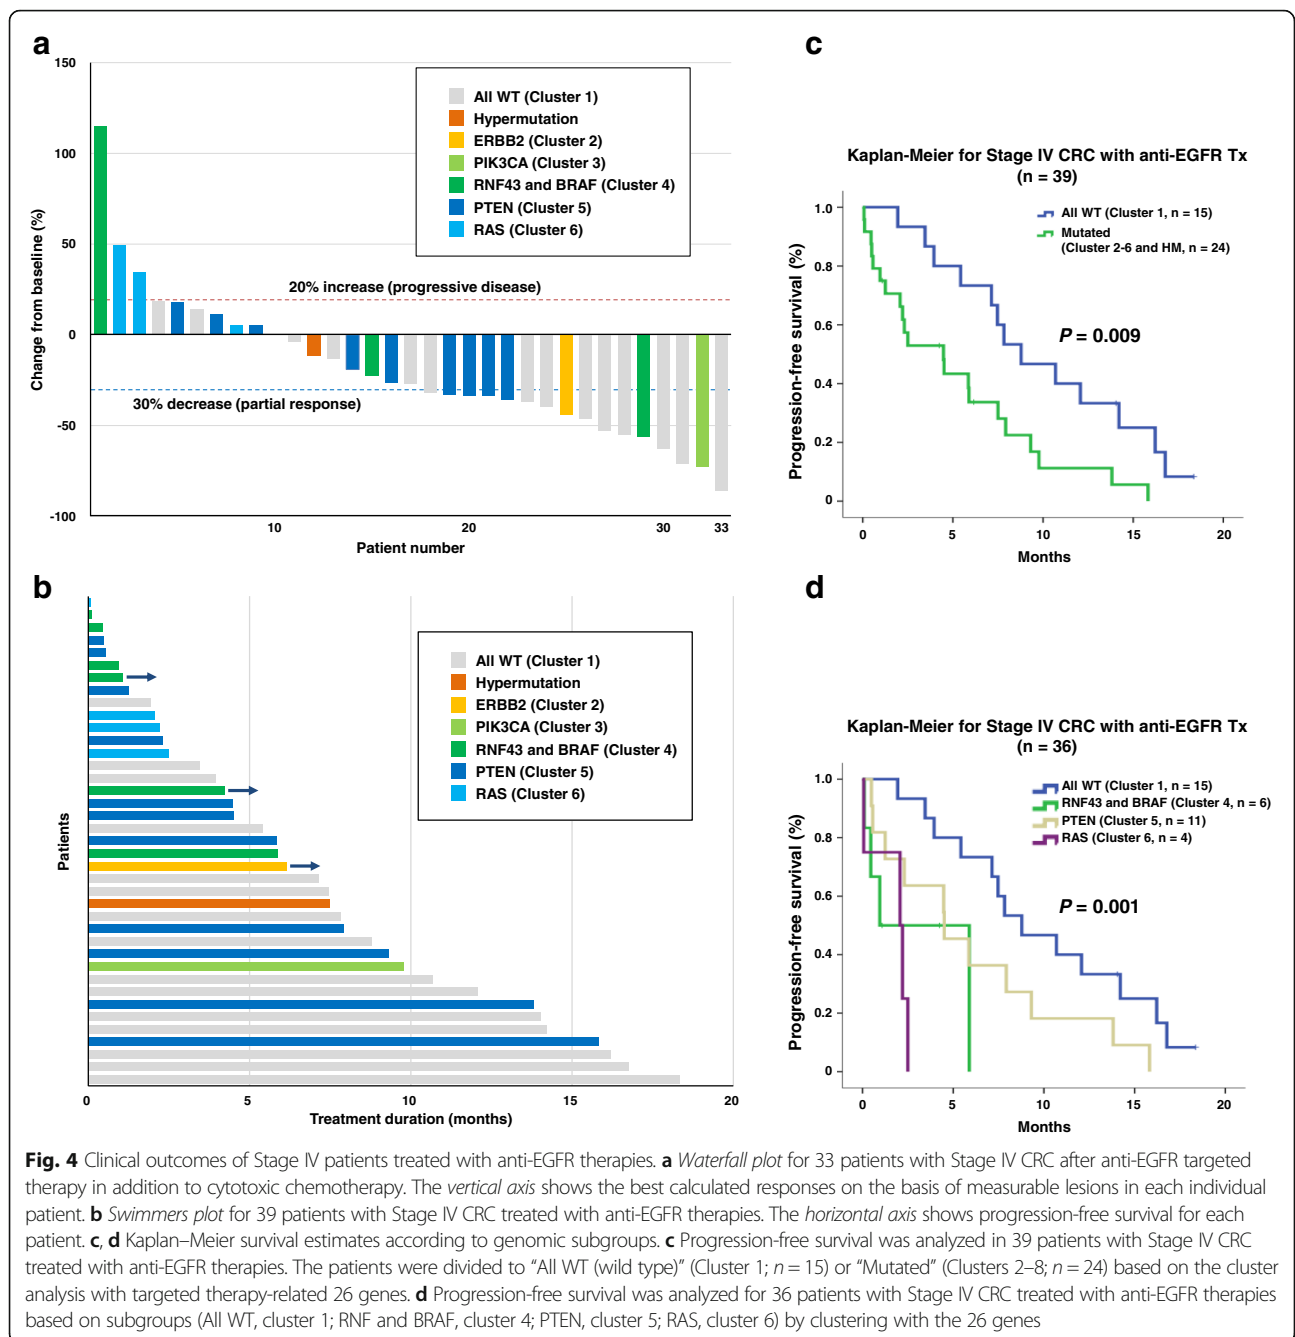 a
150
100
50
0
-50
-100
Change from baseline (%)
All WT (Cluster 1)
Hypermutation
ERBB2 (Cluster 2)
PIK3CA (Cluster 3)
RNF43 and BRAF (Cluster 4)
PTEN (Cluster 5)
RAS (Cluster 6)
20% increase (progressive disease)
30% decrease (partial response)
10
20
30
33
Patient number
c
Kaplan-Meier for Stage IV CRC with anti-EGFR Tx
(n = 39)
All WT (Cluster 1, n = 15)
Mutated
(Cluster 2-6 and HM, n = 24)
P = 0.009
1.0
0.8
0.6
0.4
0.2
0
Progression-free survival (%)
0
5
10
15
20
Months
b
Patients
All WT (Cluster 1)
Hypermutation
ERBB2 (Cluster 2)
PIK3CA (Cluster 3)
RNF43 and BRAF (Cluster 4)
PTEN (Cluster 5)
RAS (Cluster 6)
0
5
10
15
20
Treatment duration (months)
d
Kaplan-Meier for Stage IV CRC with anti-EGFR Tx
(n = 36)
All WT (Cluster 1, n = 15)
RNF43 and BRAF (Cluster 4, n = 6)
PTEN (Cluster 5, n = 11)
RAS (Cluster 6, n = 4)
P = 0.001
1.0
0.8
0.6
0.4
0.2
0
Progression-free survival (%)
0
5
10
15
20
Months
Fig. 4 Clinical outcomes of Stage IV patients treated with anti-EGFR therapies. a Waterfall plot for 33 patients with Stage IV CRC after anti-EGFR targeted
therapy in addition to cytotoxic chemotherapy. The vertical axis shows the best calculated responses on the basis of measurable lesions in each individual
patient. b Swimmers plot for 39 patients with Stage IV CRC treated with anti-EGFR therapies. The horizontal axis shows progression-free survival for each
patient. c, d Kaplan–Meier survival estimates according to genomic subgroups. c Progression-free survival was analyzed in 39 patients with Stage IV CRC
treated with anti-EGFR therapies. The patients were divided to “All WT (wild type)” (Cluster 1; n = 15) or “Mutated” (Clusters 2–8; n = 24) based on the cluster
analysis with targeted therapy-related 26 genes. d Progression-free survival was analyzed for 36 patients with Stage IV CRC treated with anti-EGFR therapies
based on subgroups (All WT, cluster 1; RNF and BRAF, cluster 4; PTEN, cluster 5; RAS, cluster 6) by clustering with the 26 genes